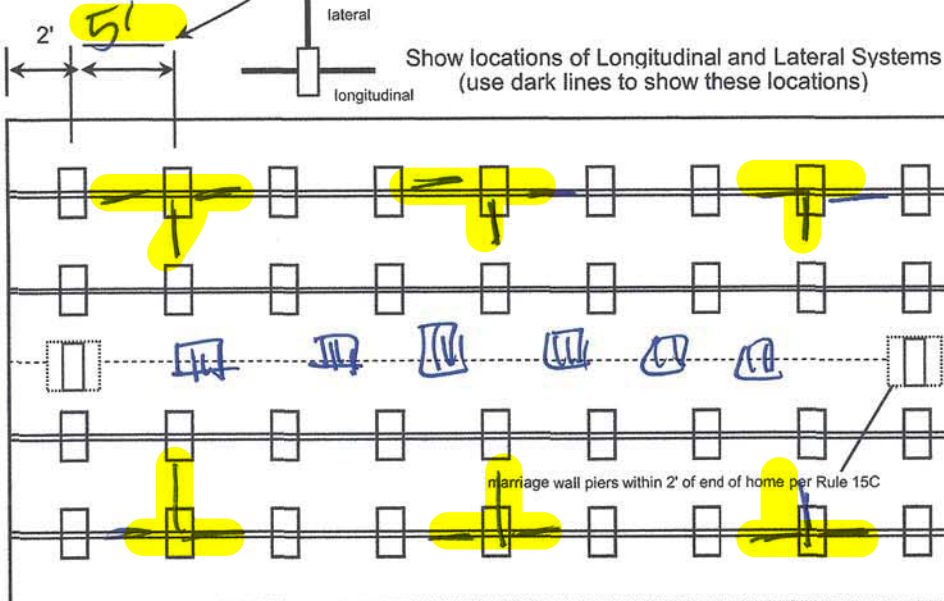 2'
5'
lateral
longitudinal
Show locations of Longitudinal and Lateral Systems
(use dark lines to show these locations)
marriage wall piers within 2' of end of home per Rule 15C